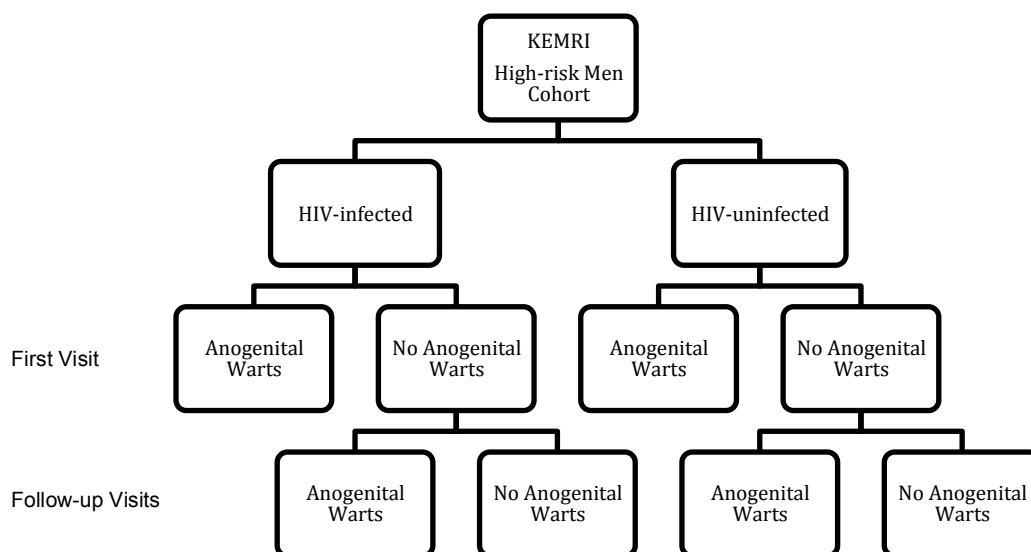 KEMRI
High-risk Men
Cohort
HIV-infected
HIV-uninfected
First Visit
Anogenital
Warts
No Anogenital
Warts
Anogenital
Warts
No Anogenital
Warts
Follow-up Visits
Anogenital
Warts
No Anogenital
Warts
Anogenital
Warts
No Anogenital
Warts